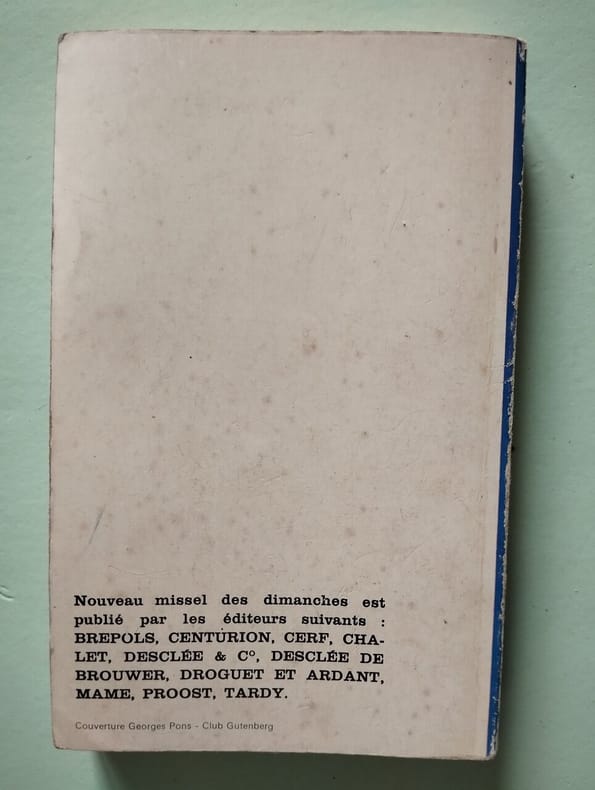 Nouveau missel des dimanches est
publié par les éditeurs suivants :
BREPOLS, CENTURION, CERF, CHA-
LET, DESCLÉE & Cº, DESCLÉE DE
BROUWER, DROGUET ET ARDANT,
MAME, PROOST, TARDY.
Couverture Georges Pons - Club Gutenberg